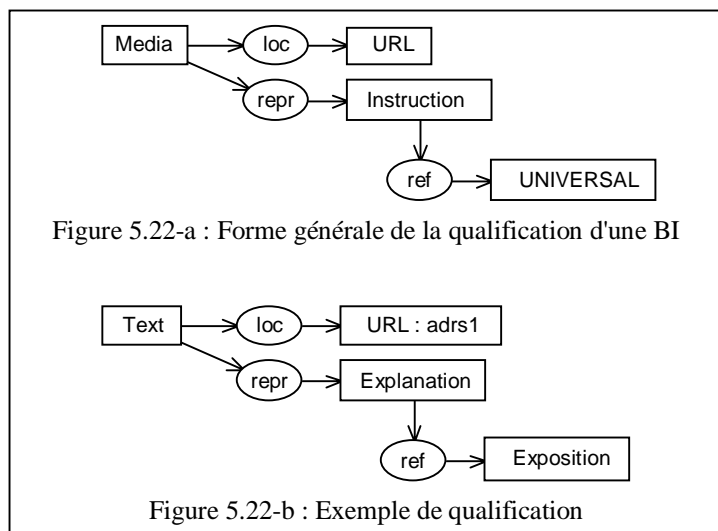 Media loc URL
repr Instruction
ref UNIVERSAL
Figure 5.22-a : Forme générale de la qualification d'une BI
Text loc URL : adrs1
repr Explanation
ref Exposition
Figure 5.22-b : Exemple de qualification